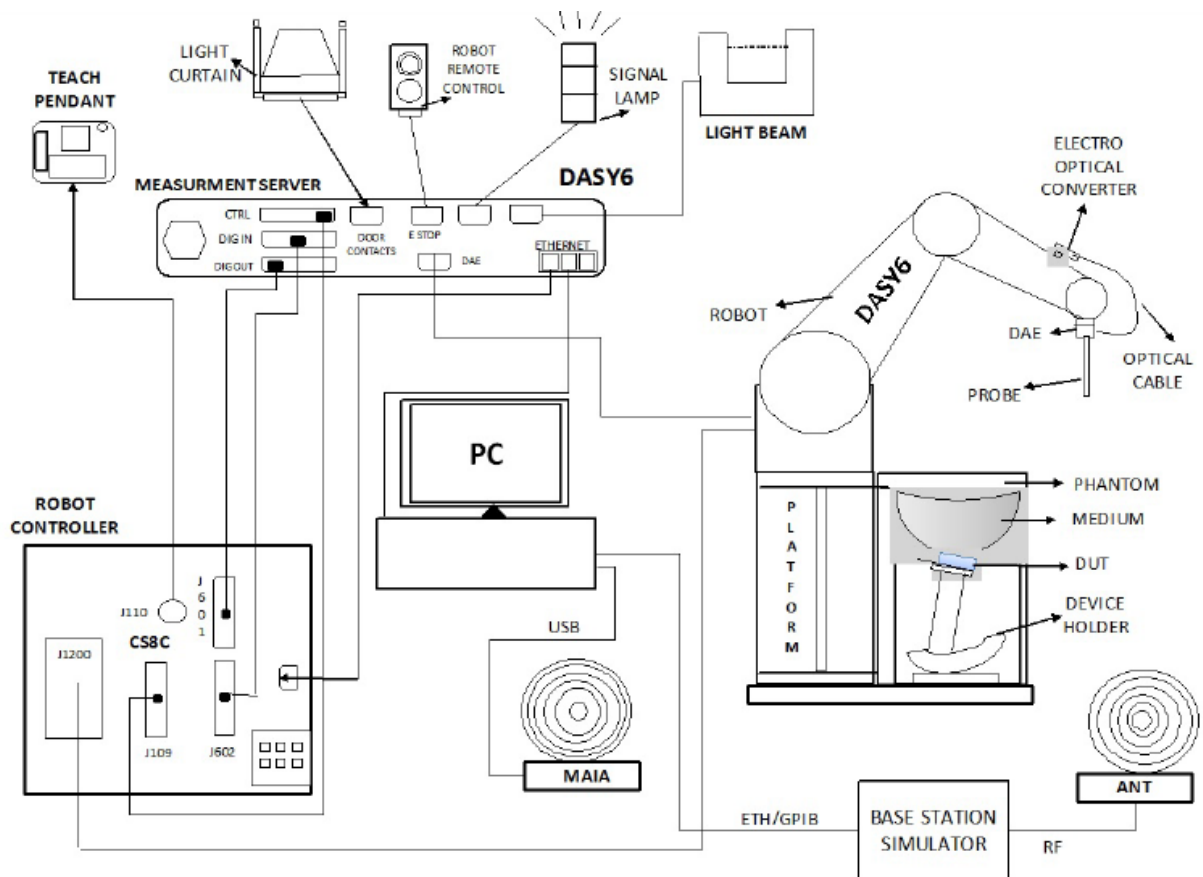 LIGHT
CURTAIN
ROBOT
REMOTE
CONTROL
SIGNAL
LAMP
LIGHT BEAM
TEACH
PENDANT
ELECTRO
OPTICAL
CONVERTER
MEASURMENT SERVER
DASY6
CTRL
DIG IN
DIG OUT
DOOR
CONTACTS
E STOP
DAE
ETHERNET
ROBOT
DASY6
DAE
PROBE
OPTICAL
CABLE
PC
PLATFORM
PHANTOM
MEDIUM
DUT
DEVICE
HOLDER
ROBOT
CONTROLLER
J110
J601
CS8C
J1200
J109
J602
USB
MAIA
ETH/GPIB
BASE STATION
SIMULATOR
RF
ANT